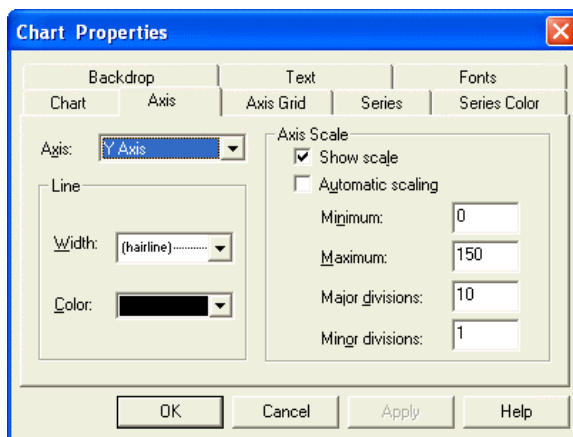 Chart Properties
Backdrop Text Fonts
Chart Axis Axis Grid Series Series Color
Axis: Y Axis
Axis Scale
Show scale
Automatic scaling
Minimum: 0
Maximum: 150
Major divisions: 10
Minor divisions: 1
Line
Width: (hairline)
Color:
OK Cancel Apply Help